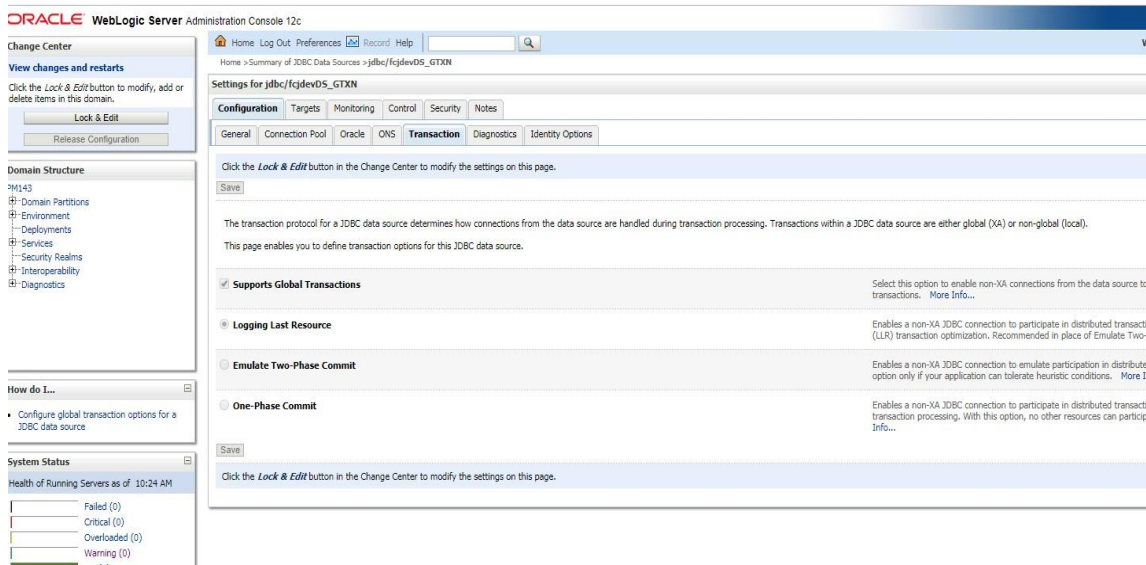 ORACLE WebLogic Server Administration Console 12c
Change Center
View changes and restarts
Click the Lock & Edit button to modify, add or
delete items in this domain.
Lock & Edit
Release Configuration
Domain Structure
PM143
Domain Partitions
Environment
Deployments
Services
Security Realms
Interoperability
Diagnostics
How do I...
Configure global transaction options for a
JDBC data source
System Status
Health of Running Servers as of 10:24 AM
Failed (0)
Critical (0)
Overloaded (0)
Warning (0)
Home Log Out Preferences Record Help
Home >Summary of JDBC Data Sources >jdbc/fcjdevDS_GTXN
Settings for jdbc/fcjdevDS_GTXN
Configuration Targets Monitoring Control Security Notes
General Connection Pool Oracle ONS Transaction Diagnostics Identity Options
Click the Lock & Edit button in the Change Center to modify the settings on this page.
Save
The transaction protocol for a JDBC data source determines how connections from the data source are handled during transaction processing. Transactions within a JDBC data source are either global (XA) or non-global (local).
This page enables you to define transaction options for this JDBC data source.
Supports Global Transactions
Select this option to enable non-XA connections from the data source to
transactions. More Info...
Logging Last Resource
Enables a non-XA JDBC connection to participate in distributed transacti
(LLR) transaction optimization. Recommended in place of Emulate Two-
Emulate Two-Phase Commit
Enables a non-XA JDBC connection to emulate participation in distribute
option only if your application can tolerate heuristic conditions. More I
One-Phase Commit
Enables a non-XA JDBC connection to participate in distributed transacti
transaction processing. With this option, no other resources can particip
Info...
Save
Click the Lock & Edit button in the Change Center to modify the settings on this page.